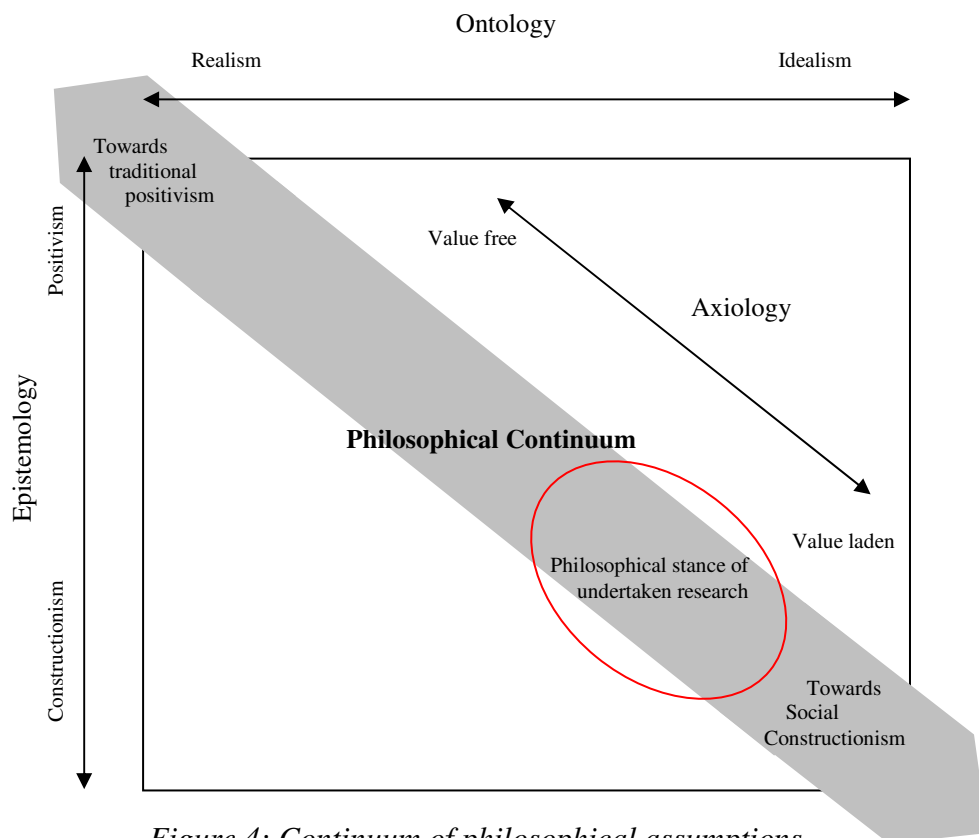 Ontology
Realism
Idealism
Towards
traditional
positivism
Positivism
Value free
Axiology
Epistemology
Philosophical Continuum
Value laden
Philosophical stance of
undertaken research
Constructionism
Towards
Social
Constructionism
Figure 4: Continuum of philosophical assumptions